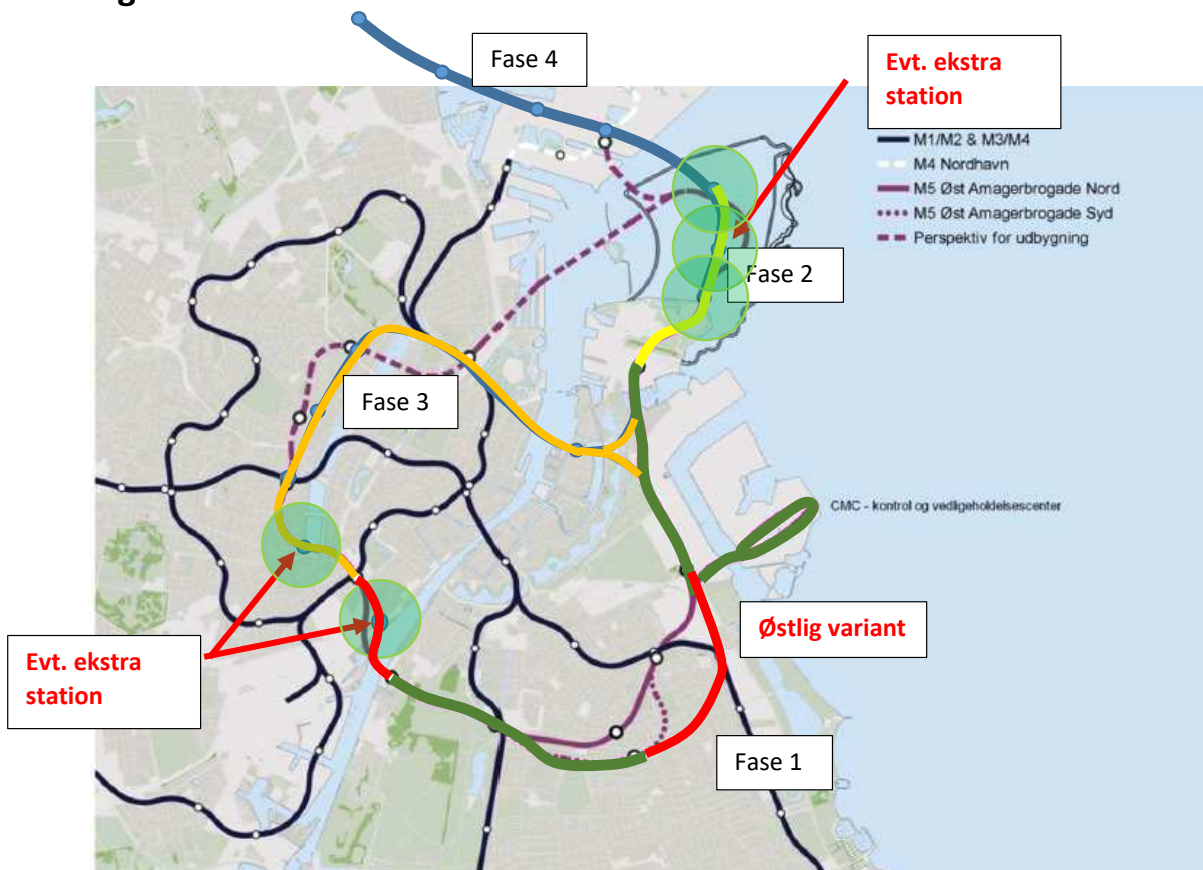 Fase 4
Evt. ekstra
station
M1/M2 & M3/M4
M4 Nordhavn
M5 Øst Amagerbrogade Nord
M5 Øst Amagerbrogade Syd
Perspektiv for udbygning
Fase 2
Fase 3
CMC - kontrol og vedligeholdelsescenter
Østlig variant
Evt. ekstra
station
Fase 1